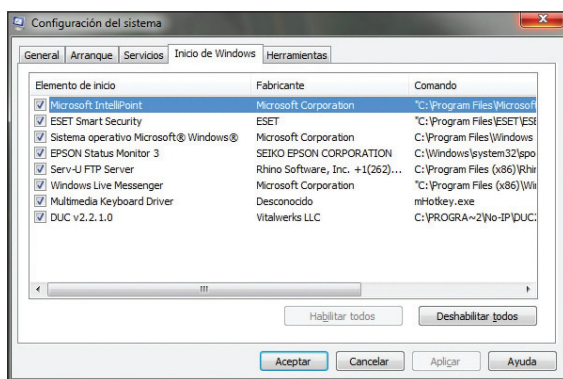 Configuración del sistema
General Arranque Servicios Inicio de Windows Herramientas
Elemento de inicio Fabricante Comando
Microsoft IntelliPoint Microsoft Corporation "C:\Program Files\Microsoft
ESET Smart Security ESET "C:\Program Files\ESET\ESE
Sistema operativo Microsoft® Windows® Microsoft Corporation C:\Program Files\Windows
EPSON Status Monitor 3 SEIKO EPSON CORPORATION C:\Windows\system32\spo
Serv-U FTP Server Rhino Software, Inc. +1(262)... C:\Program Files (x86)\Rhi
Windows Live Messenger Microsoft Corporation "C:\Program Files (x86)\Wi
Multimedia Keyboard Driver Desconocido mHotkey.exe
DUC v2.2.1.0 Vitalwerks LLC C:\PROGRA~2\No-IP\DUC
Habilitar todos Deshabilitar todos
Aceptar Cancelar Aplicar Ayuda